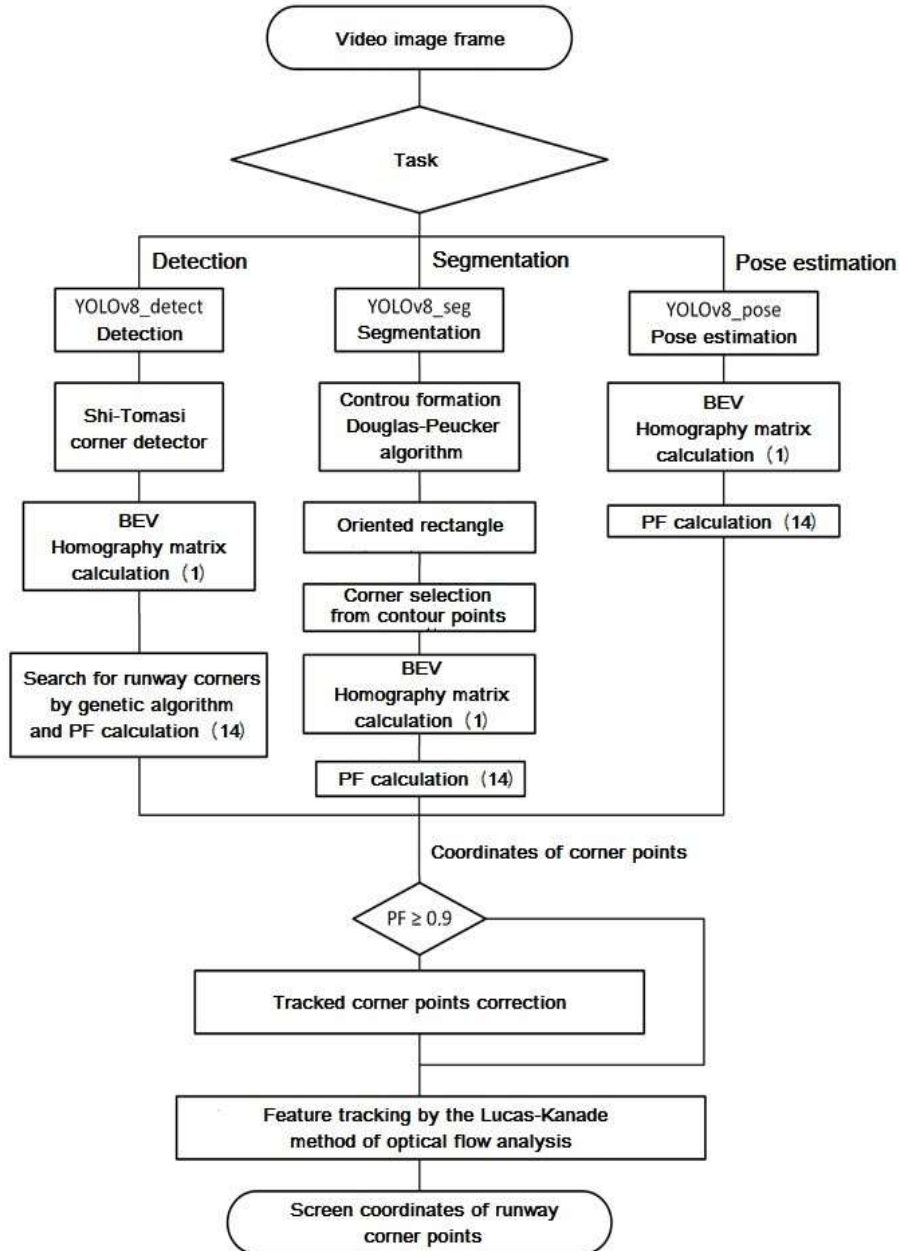 Video image frame
Task
Detection
YOLOv8_detect
Detection
Shi-Tomasi
corner detector
BEV
Homography matrix
calculation (1)
Search for runway corners
by genetic algorithm
and PF calculation (14)
Segmentation
YOLOv8_seg
Segmentation
Controu formation
Douglas-Peucker
algorithm
Oriented rectangle
Corner selection
from contour points
BEV
Homography matrix
calculation (1)
PF calculation (14)
Pose estimation
YOLOv8_pose
Pose estimation
BEV
Homography matrix
calculation (1)
PF calculation (14)
Coordinates of corner points
PF ≥ 0.9
Tracked corner points correction
Feature tracking by the Lucas-Kanade
method of optical flow analysis
Screen coordinates of runway
corner points